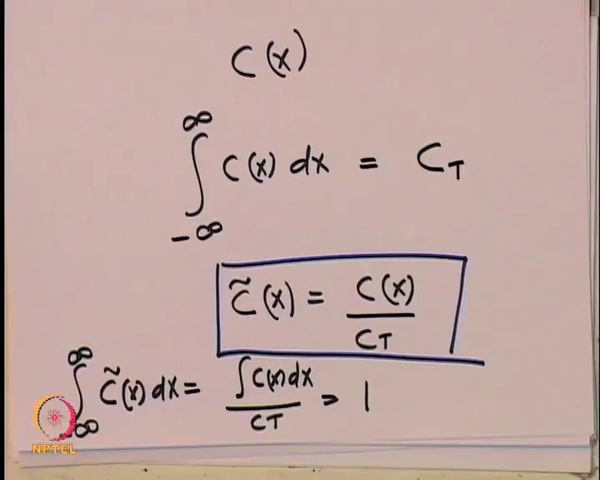 C(x)
∫_{-∞}^{∞} C(x) dx = C_T
C̃(x) = C(x) / C_T
∫_{-∞}^{∞} C̃(x) dx = ∫C(x)dx / C_T = 1
NPTEL